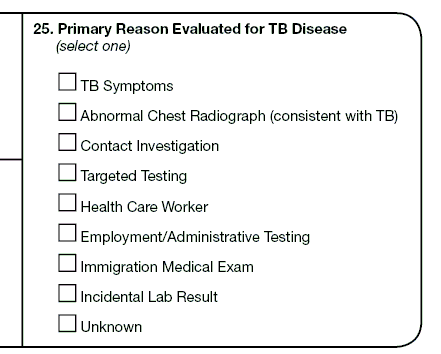 25. Primary Reason Evaluated for TB Disease
(select one)
TB Symptoms
Abnormal Chest Radiograph (consistent with TB)
Contact Investigation
Targeted Testing
Health Care Worker
Employment/Administrative Testing
Immigration Medical Exam
Incidental Lab Result
Unknown